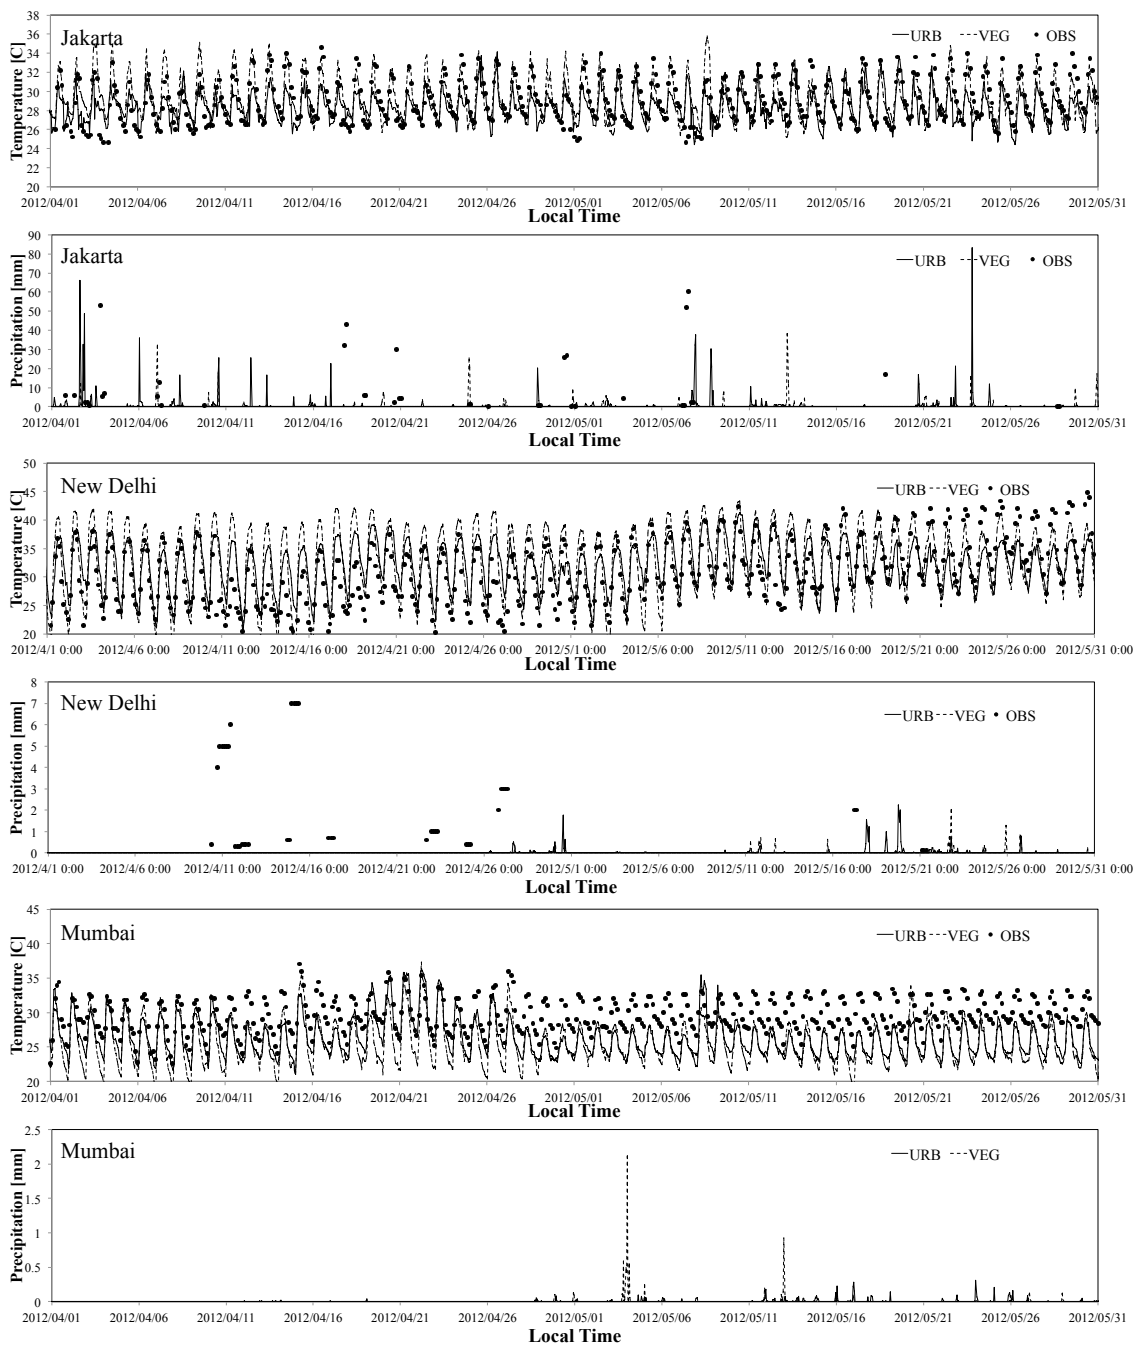 38
36
34
32
30
28
26
24
22
20
Temperature [C]
Jakarta
URB VEG OBS
2012/04/01 2012/04/06 2012/04/11 2012/04/16 2012/04/21 2012/04/26 2012/05/01 2012/05/06 2012/05/11 2012/05/16 2012/05/21 2012/05/26 2012/05/31
Local Time
90
80
70
60
50
40
30
20
10
0
Precipitation [mm]
Jakarta
URB VEG OBS
2012/04/01 2012/04/06 2012/04/11 2012/04/16 2012/04/21 2012/04/26 2012/05/01 2012/05/06 2012/05/11 2012/05/16 2012/05/21 2012/05/26 2012/05/31
Local Time
50
45
40
35
30
25
20
Temperature [C]
New Delhi
URB VEG OBS
2012/4/1 0:00 2012/4/6 0:00 2012/4/11 0:00 2012/4/16 0:00 2012/4/21 0:00 2012/4/26 0:00 2012/5/1 0:00 2012/5/6 0:00 2012/5/11 0:00 2012/5/16 0:00 2012/5/21 0:00 2012/5/26 0:00 2012/5/31 0:00
Local Time
8
7
6
5
4
3
2
1
0
Precipitation [mm]
New Delhi
URB VEG OBS
2012/4/1 0:00 2012/4/6 0:00 2012/4/11 0:00 2012/4/16 0:00 2012/4/21 0:00 2012/4/26 0:00 2012/5/1 0:00 2012/5/6 0:00 2012/5/11 0:00 2012/5/16 0:00 2012/5/21 0:00 2012/5/26 0:00 2012/5/31 0:00
Local Time
45
40
35
30
25
20
Temperature [C]
Mumbai
URB VEG OBS
2012/04/01 2012/04/06 2012/04/11 2012/04/16 2012/04/21 2012/04/26 2012/05/01 2012/05/06 2012/05/11 2012/05/16 2012/05/21 2012/05/26 2012/05/31
Local Time
2.5
2
1.5
1
0.5
0
Precipitation [mm]
Mumbai
URB VEG
2012/04/01 2012/04/06 2012/04/11 2012/04/16 2012/04/21 2012/04/26 2012/05/01 2012/05/06 2012/05/11 2012/05/16 2012/05/21 2012/05/26 2012/05/31
Local Time